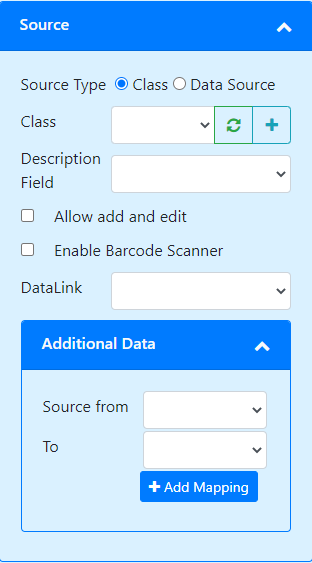 Source
Source Type Class Data Source
Class
Description
Field
Allow add and edit
Enable Barcode Scanner
DataLink
Additional Data
Source from
To
Add Mapping